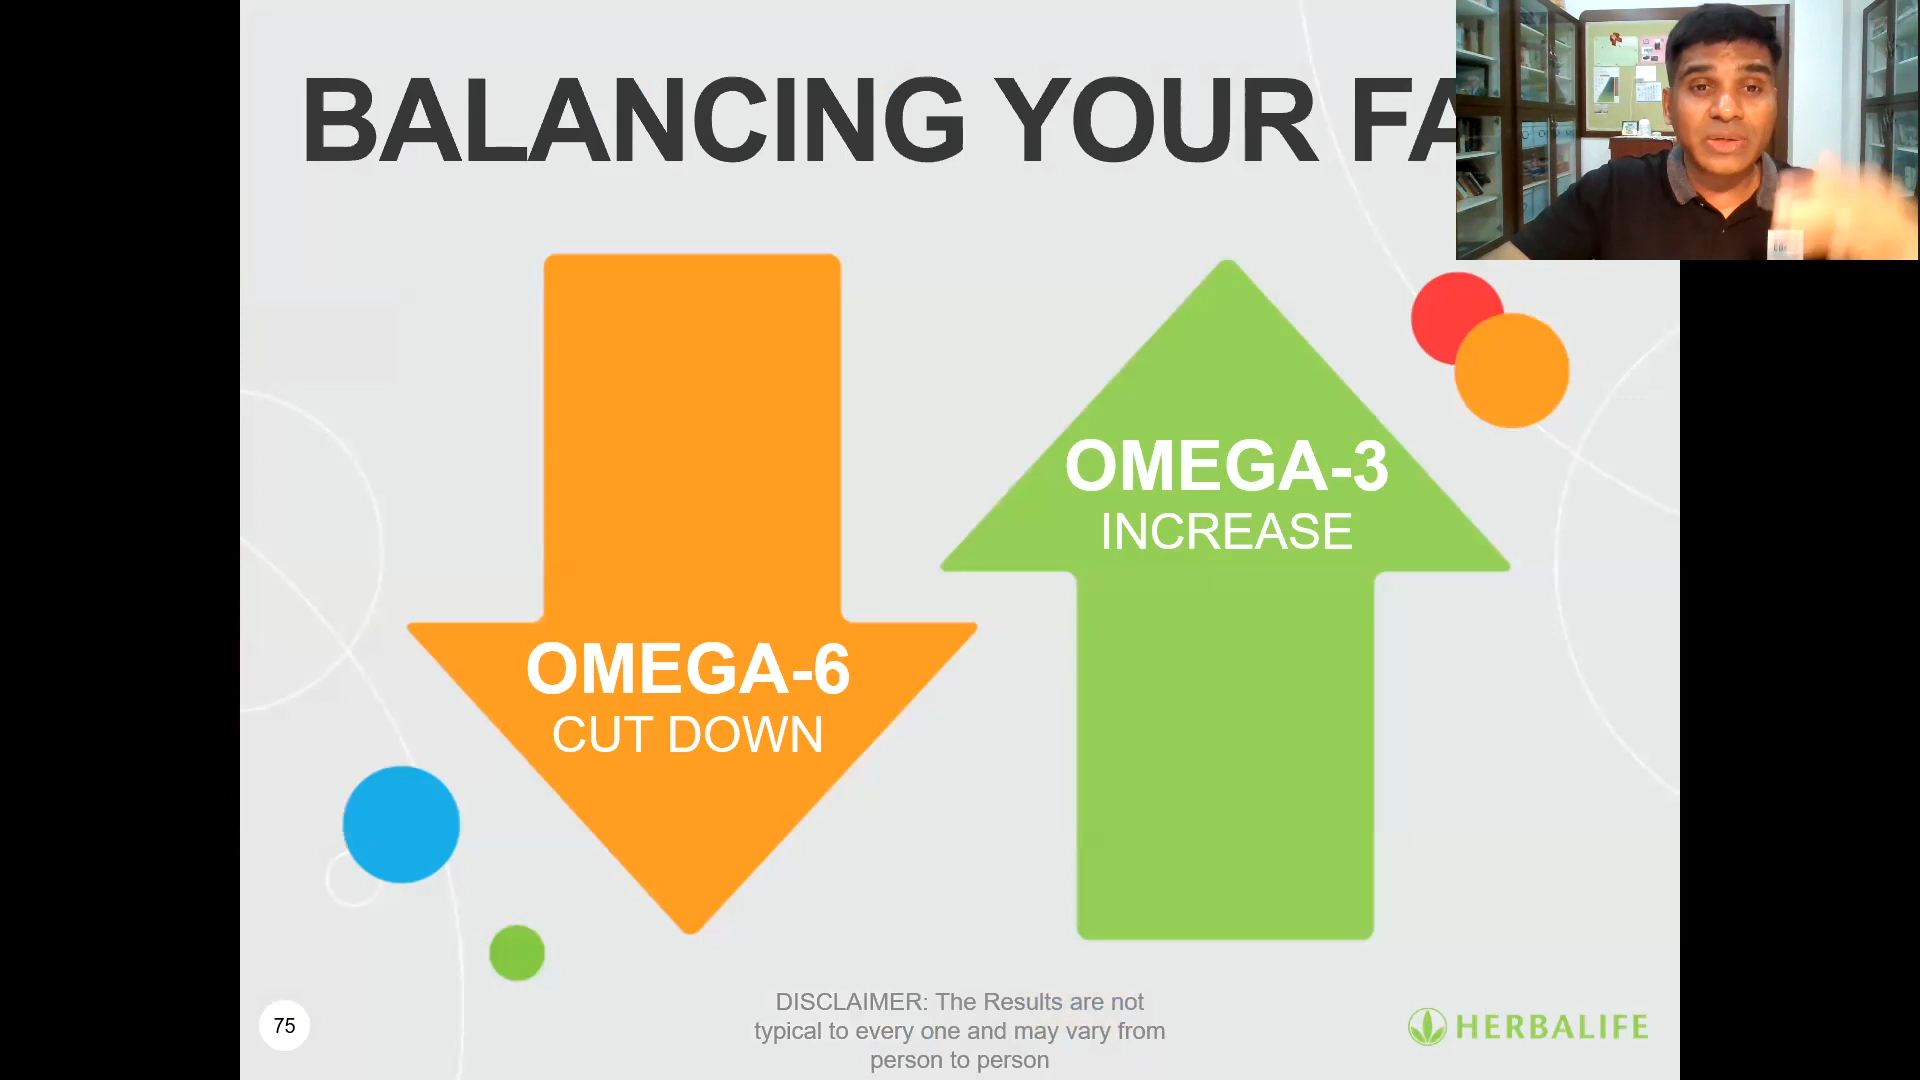 BALANCING YOUR FA
OMEGA-3
INCREASE
OMEGA-6
CUT DOWN
DISCLAIMER: The Results are not
typical to every one and may vary from
person to person
75
HERBALIFE